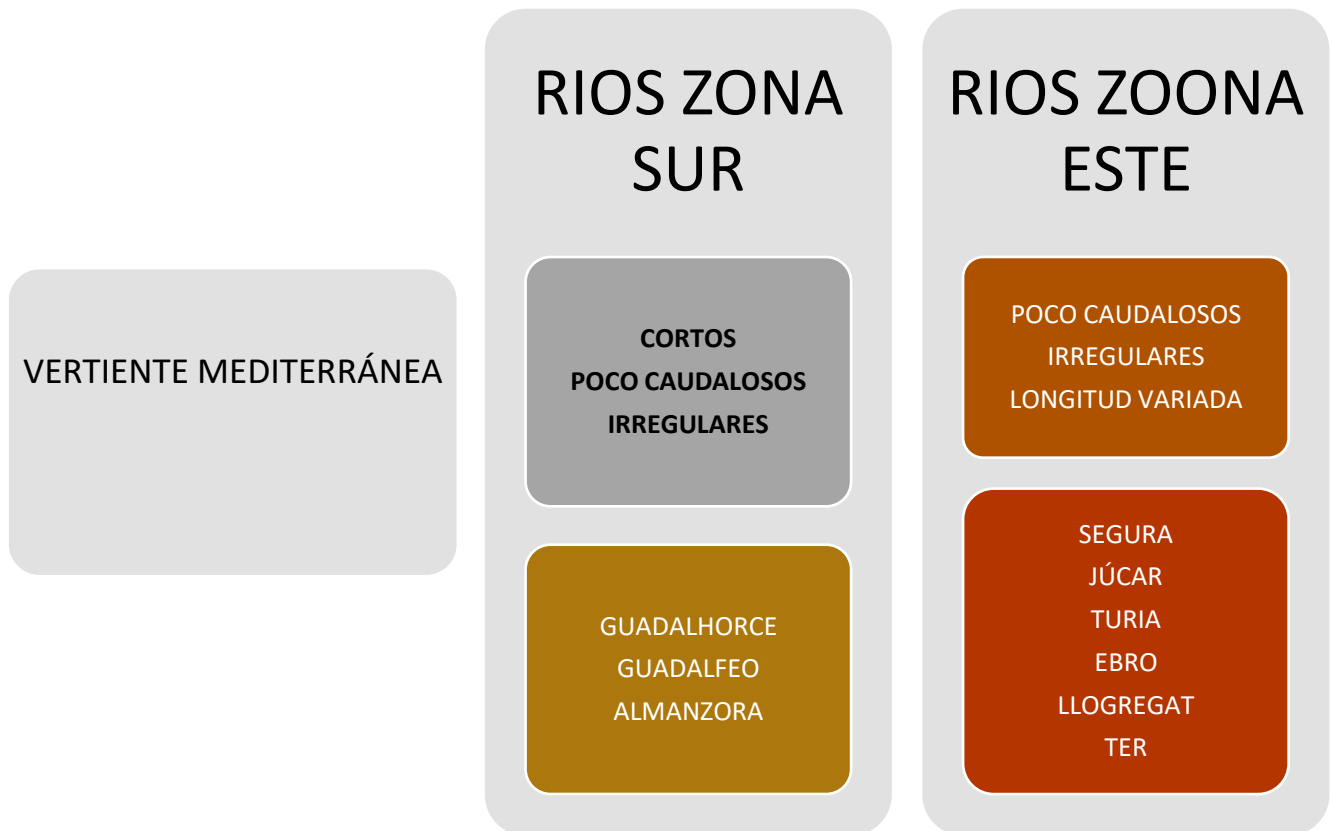 VERTIENTE MEDITERRÁNEA
RIOS ZONA
SUR
CORTOS
POCO CAUDALOSOS
IRREGULARES
GUADALHORCE
GUADALFEO
ALMANZORA
RIOS ZOONA
ESTE
POCO CAUDALOSOS
IRREGULARES
LONGITUD VARIADA
SEGURA
JÚCAR
TURIA
EBRO
LLOGREGAT
TER